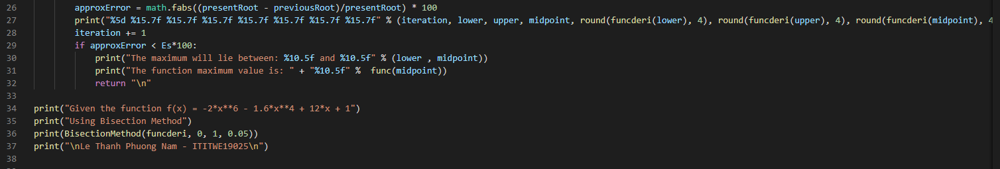 26 approxError = math.fabs((presentRoot - previousRoot)/presentRoot) * 100
27 print("%5d %15.7f %15.7f %15.7f %15.7f %15.7f %15.7f %15.7f" % (iteration, lower, upper, midpoint, round(funcderi(lower), 4), round(funcderi(upper), 4), round(funcderi(midpoint), 4
28 iteration += 1
29 if approxError < Es*100:
30 print("The maximum will lie between: %10.5f and %10.5f" % (lower , midpoint))
31 print("The function maximum value is: " + "%10.5f" %  func(midpoint))
32 return "\n"
33
34 print("Given the function f(x) = -2*x**6 - 1.6*x**4 + 12*x + 1")
35 print("Using Bisection Method")
36 print(BisectionMethod(funcderi, 0, 1, 0.05))
37 print("\nLe Thanh Phuong Nam - ITITWE19025\n")
38